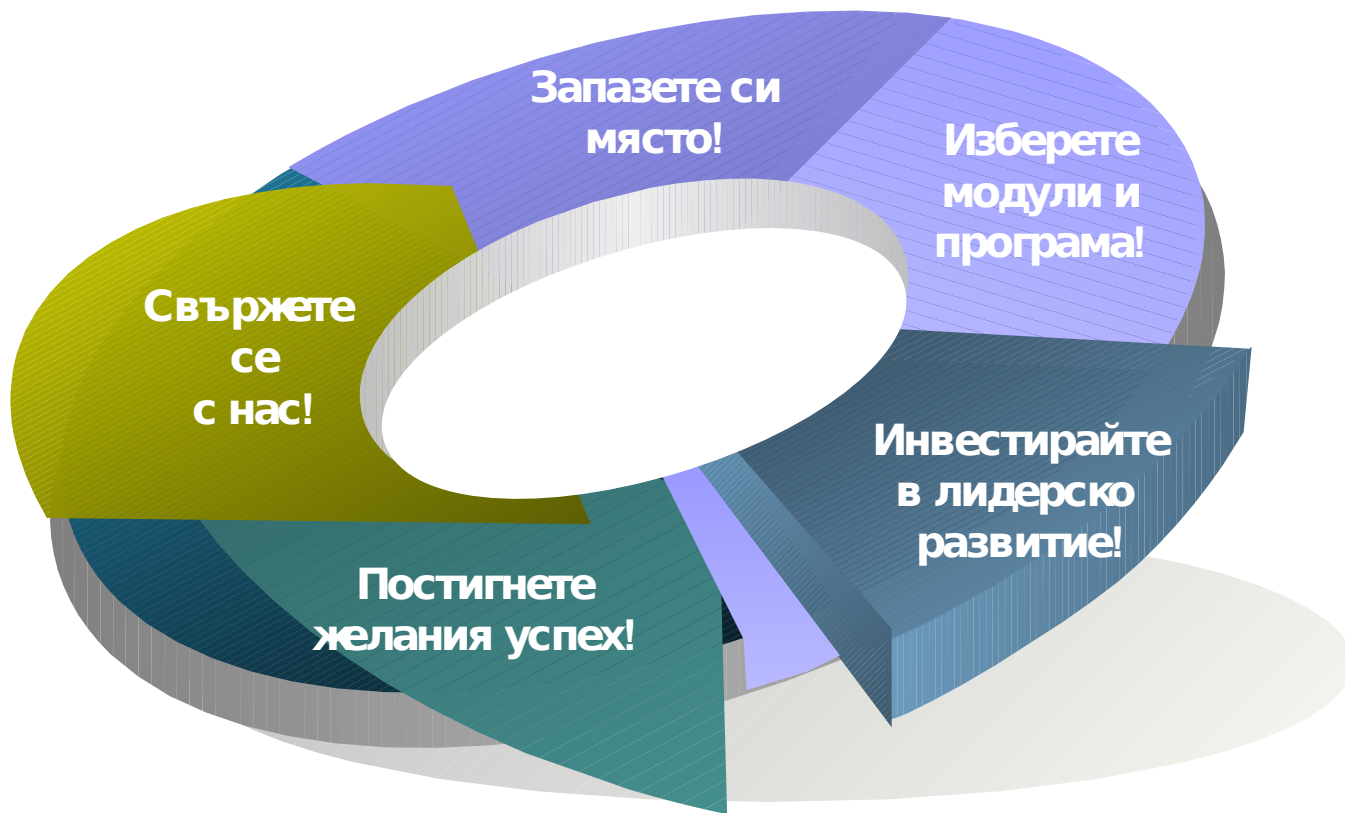 Запазете си
място!
Изберете
модули и
програма!
Свържете
се
с нас!
Инвестирайте
в лидерско
развитие!
Постигнете
желания успех!